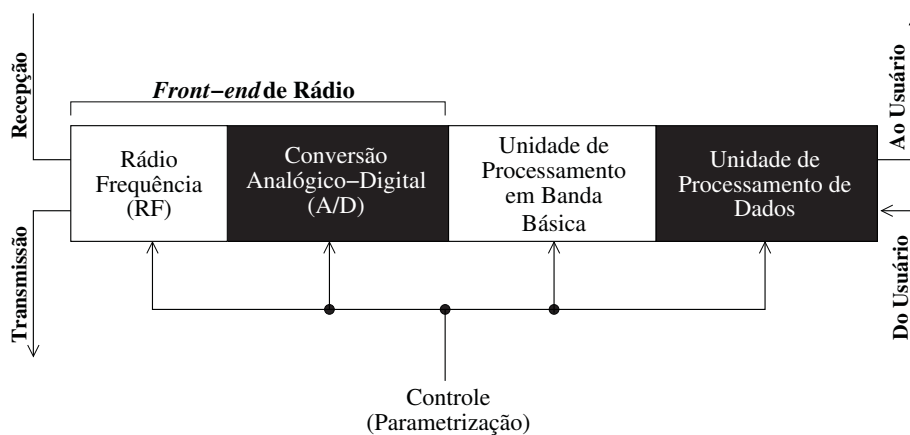 Recepção
Front-end de Rádio
Ao Usuário
Rádio
Frequência
(RF)
Conversão
Analógico-Digital
(A/D)
Unidade de
Processamento
em Banda
Básica
Unidade de
Processamento de
Dados
Transmissão
Do Usuário
Controle
(Parametrização)